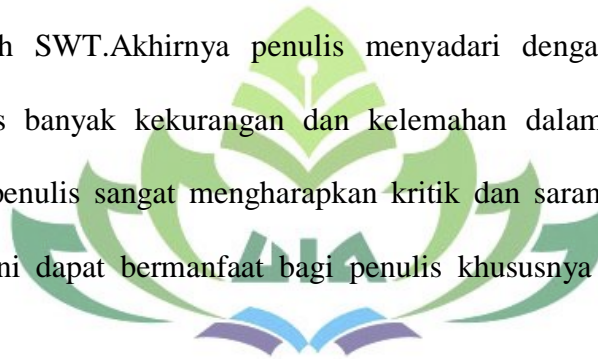 h SWT.Akhirnya penulis menyadari denga
s banyak kekurangan dan kelemahan dalam
penulis sangat mengharapkan kritik dan saran
ni dapat bermanfaat bagi penulis khususnya